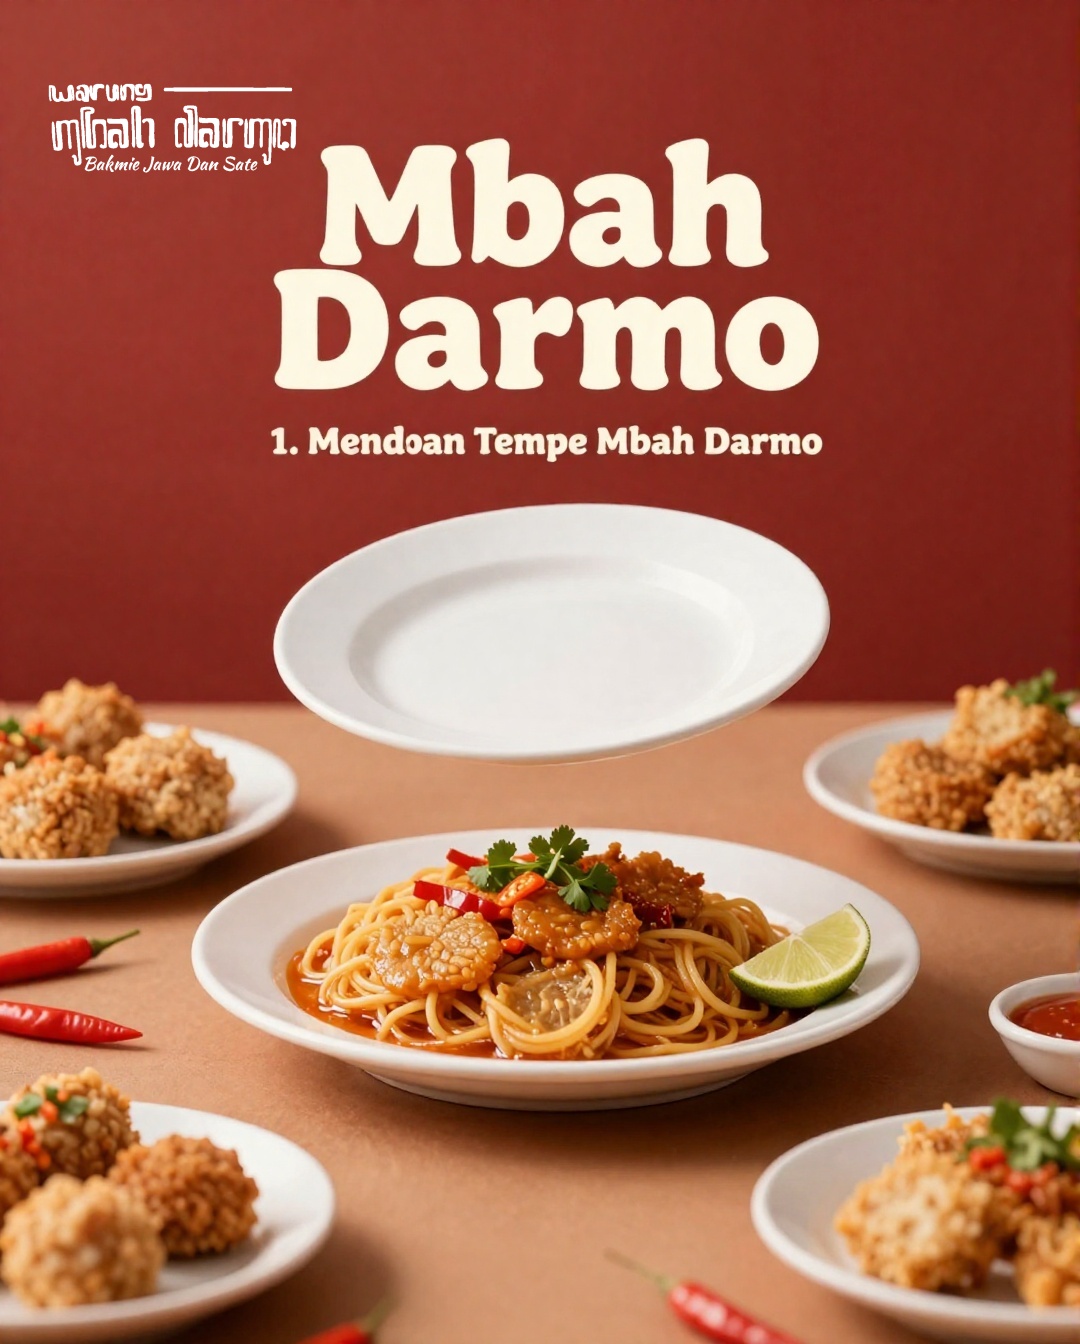 warung
mbah darmo
Bakmie Jawa Dan Sate
Mbah
Darmo
1. Mendoan Tempe Mbah Darmo